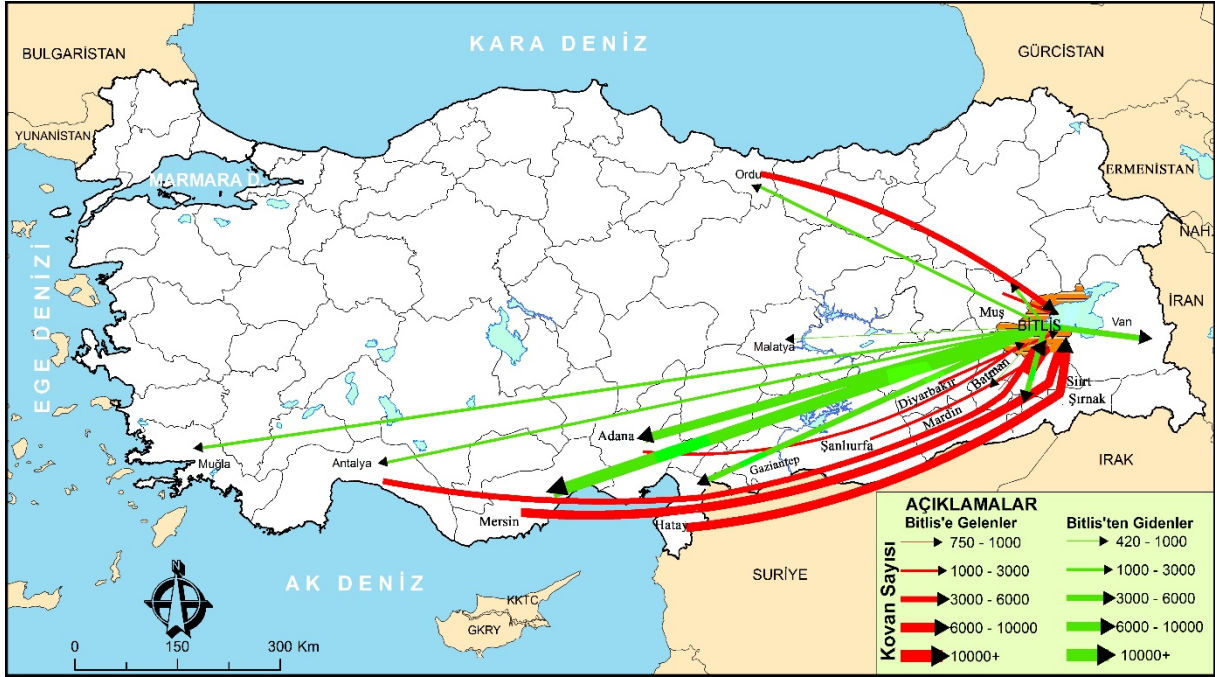 KARA DENİZ
BULGARİSTAN
GÜRCİSTAN
YUNANİSTAN
ERMENİSTAN
MARMARA D.
Ordu
NAH.
EGE DENİZİ
İRAN
Muş
BİTLİS
Van
Malatya
Batman
Siirt
Diyarbakır
Şırnak
Mardin
Adana
Şanlıurfa
Muğla
Antalya
Gaziantep
IRAK
Mersin
Hatay
SURİYE
AK DENİZ
KKTC
GKRY
N
0 150 300 Km
AÇIKLAMALAR
Kovan Sayısı
Bitlis'e Gelenler
750 - 1000
1000 - 3000
3000 - 6000
6000 - 10000
10000+
Bitlis'ten Gidenler
420 - 1000
1000 - 3000
3000 - 6000
6000 - 10000
10000+